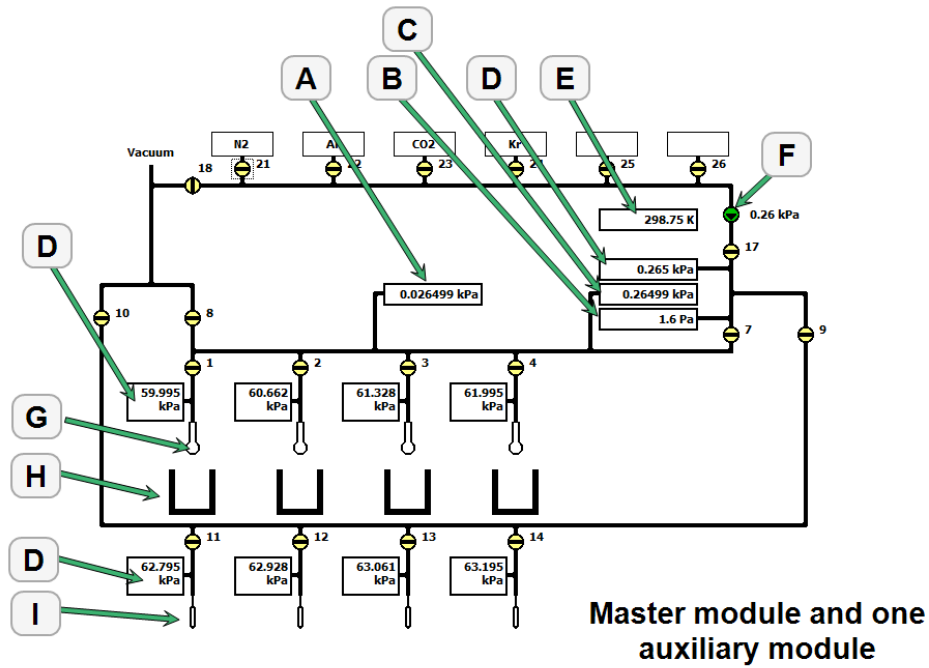 C
A
B
D
E
F
N2
CO2
Kr
Vacuum
18
21
22
23
25
26
298.75 K
0.26 kPa
17
D
0.265 kPa
0.026499 kPa
0.26499 kPa
1.6 Pa
10
8
7
9
1
2
3
4
59.995
kPa
60.662
kPa
61.328
kPa
61.995
kPa
G
H
11
12
13
14
D
62.795
kPa
62.928
kPa
63.061
kPa
63.195
kPa
I
Master module and one
auxiliary module